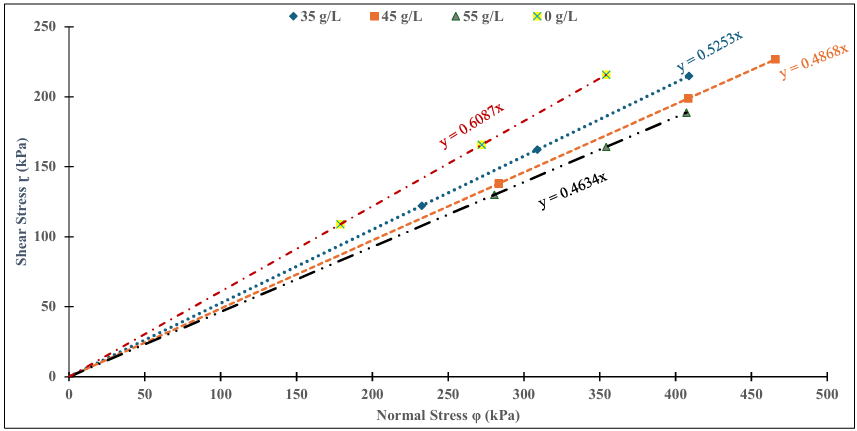 35 g/L 45 g/L 55 g/L 0 g/L
250
200
150
100
50
0
Shear Stress τ (kPa)
y = 0.6087x
y = 0.5253x
y = 0.4868x
y = 0.4634x
0 50 100 150 200 250 300 350 400 450 500
Normal Stress φ (kPa)